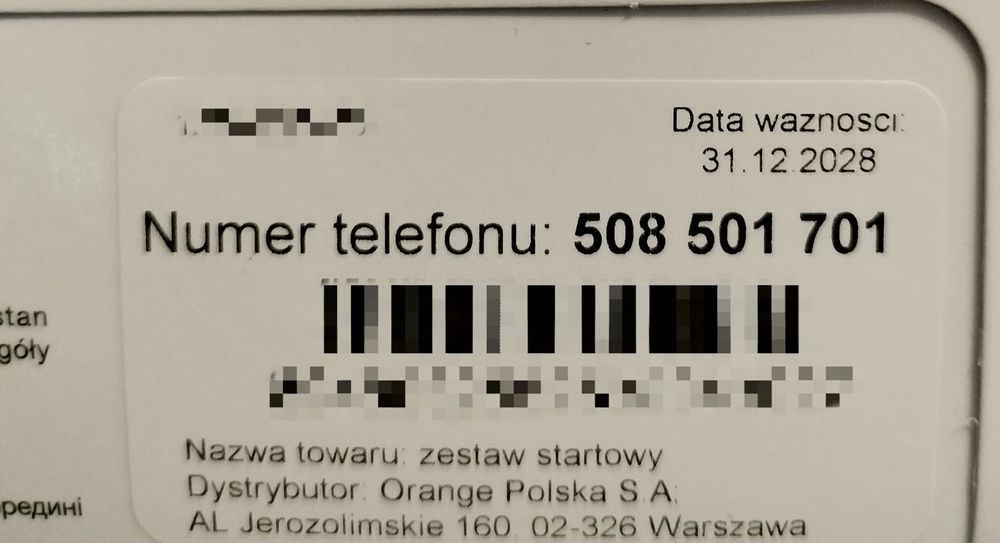 Data waznosci:
31.12.2028
Numer telefonu: 508 501 701
stan
góły
Nazwa towaru: zestaw startowy
Dystrybutor: Orange Polska S.A.
AL Jerozolimskie 160, 02-326 Warszawa
редині